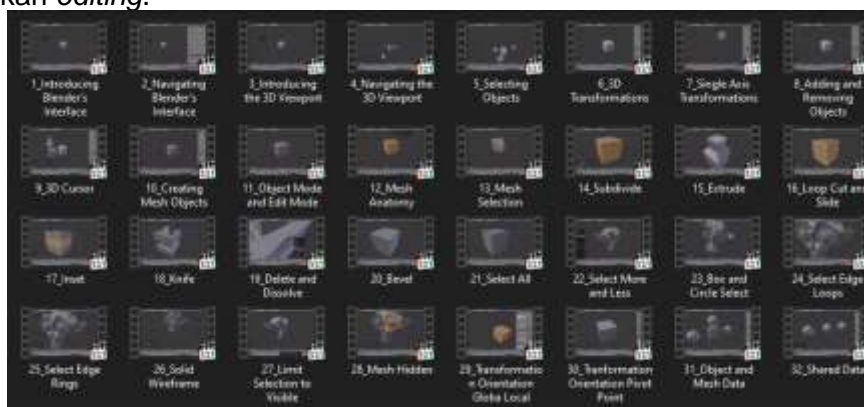 kan editing.
1_Introducing Blender's Interface
2_Navigating Blender's Interface
3_Introducing the 3D Viewport
4_Navigating the 3D Viewport
5_Selecting Objects
6_3D Transformations
7_Single Axis Transformations
8_Adding and Removing Objects
9_3D Cursor
10_Creating Mesh Objects
11_Object Mode and Edit Mode
12_Mesh Anatomy
13_Mesh Selection
14_Subdivide
15_Extrude
16_Loop Cut an Slide
17_Inset
18_Knife
19_Delete and Dissolve
20_Bevel
21_Select All
22_Select More and Less
23_Box and Circle Select
24_Select Edge Loops
25_Select Edge Rings
26_Solid Wireframe
27_Limit Selection to Visible
28_Mesh Hidden
29_Transformatio n Orientation Globa Local
30_Tranformation Orientation Pivot Point
31_Object and Mesh Data
32_Shared Data